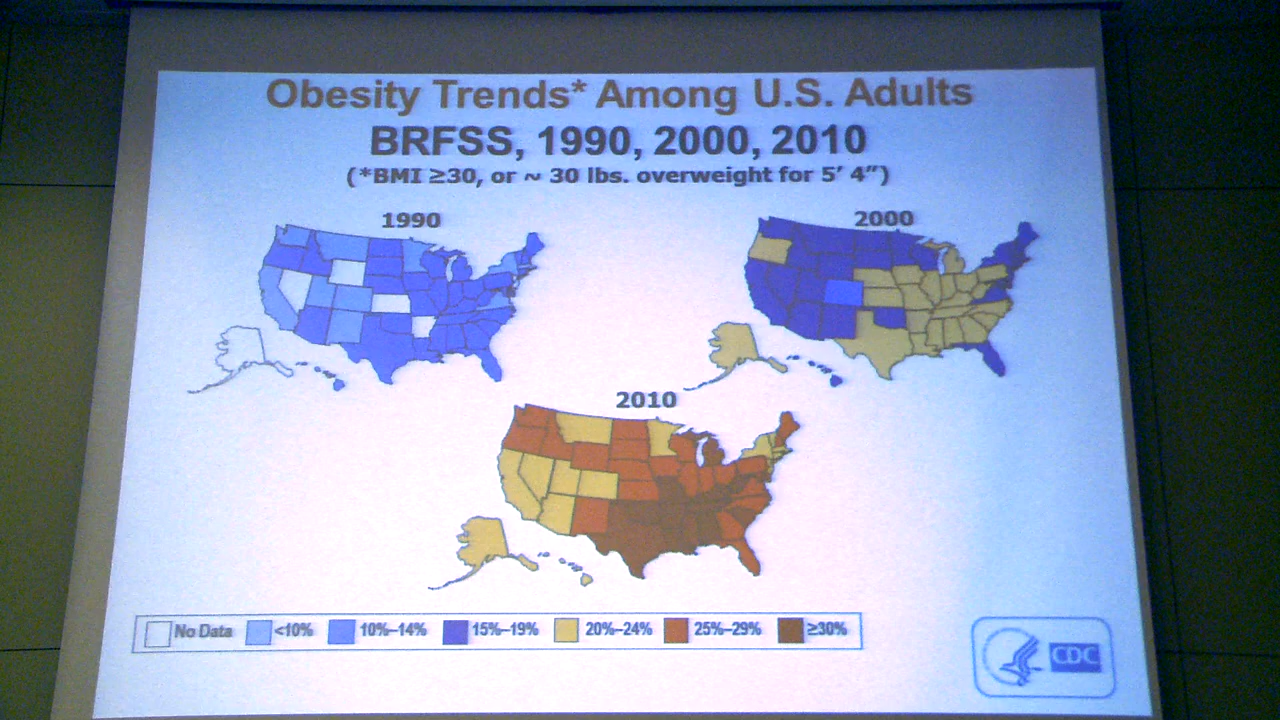 Obesity Trends* Among U.S. Adults
BRFSS, 1990, 2000, 2010
(*BMI ≥30, or ~ 30 lbs. overweight for 5' 4")
1990
2000
2010
No Data <10% 10%–14% 15%–19% 20%–24% 25%–29% ≥30%
CDC